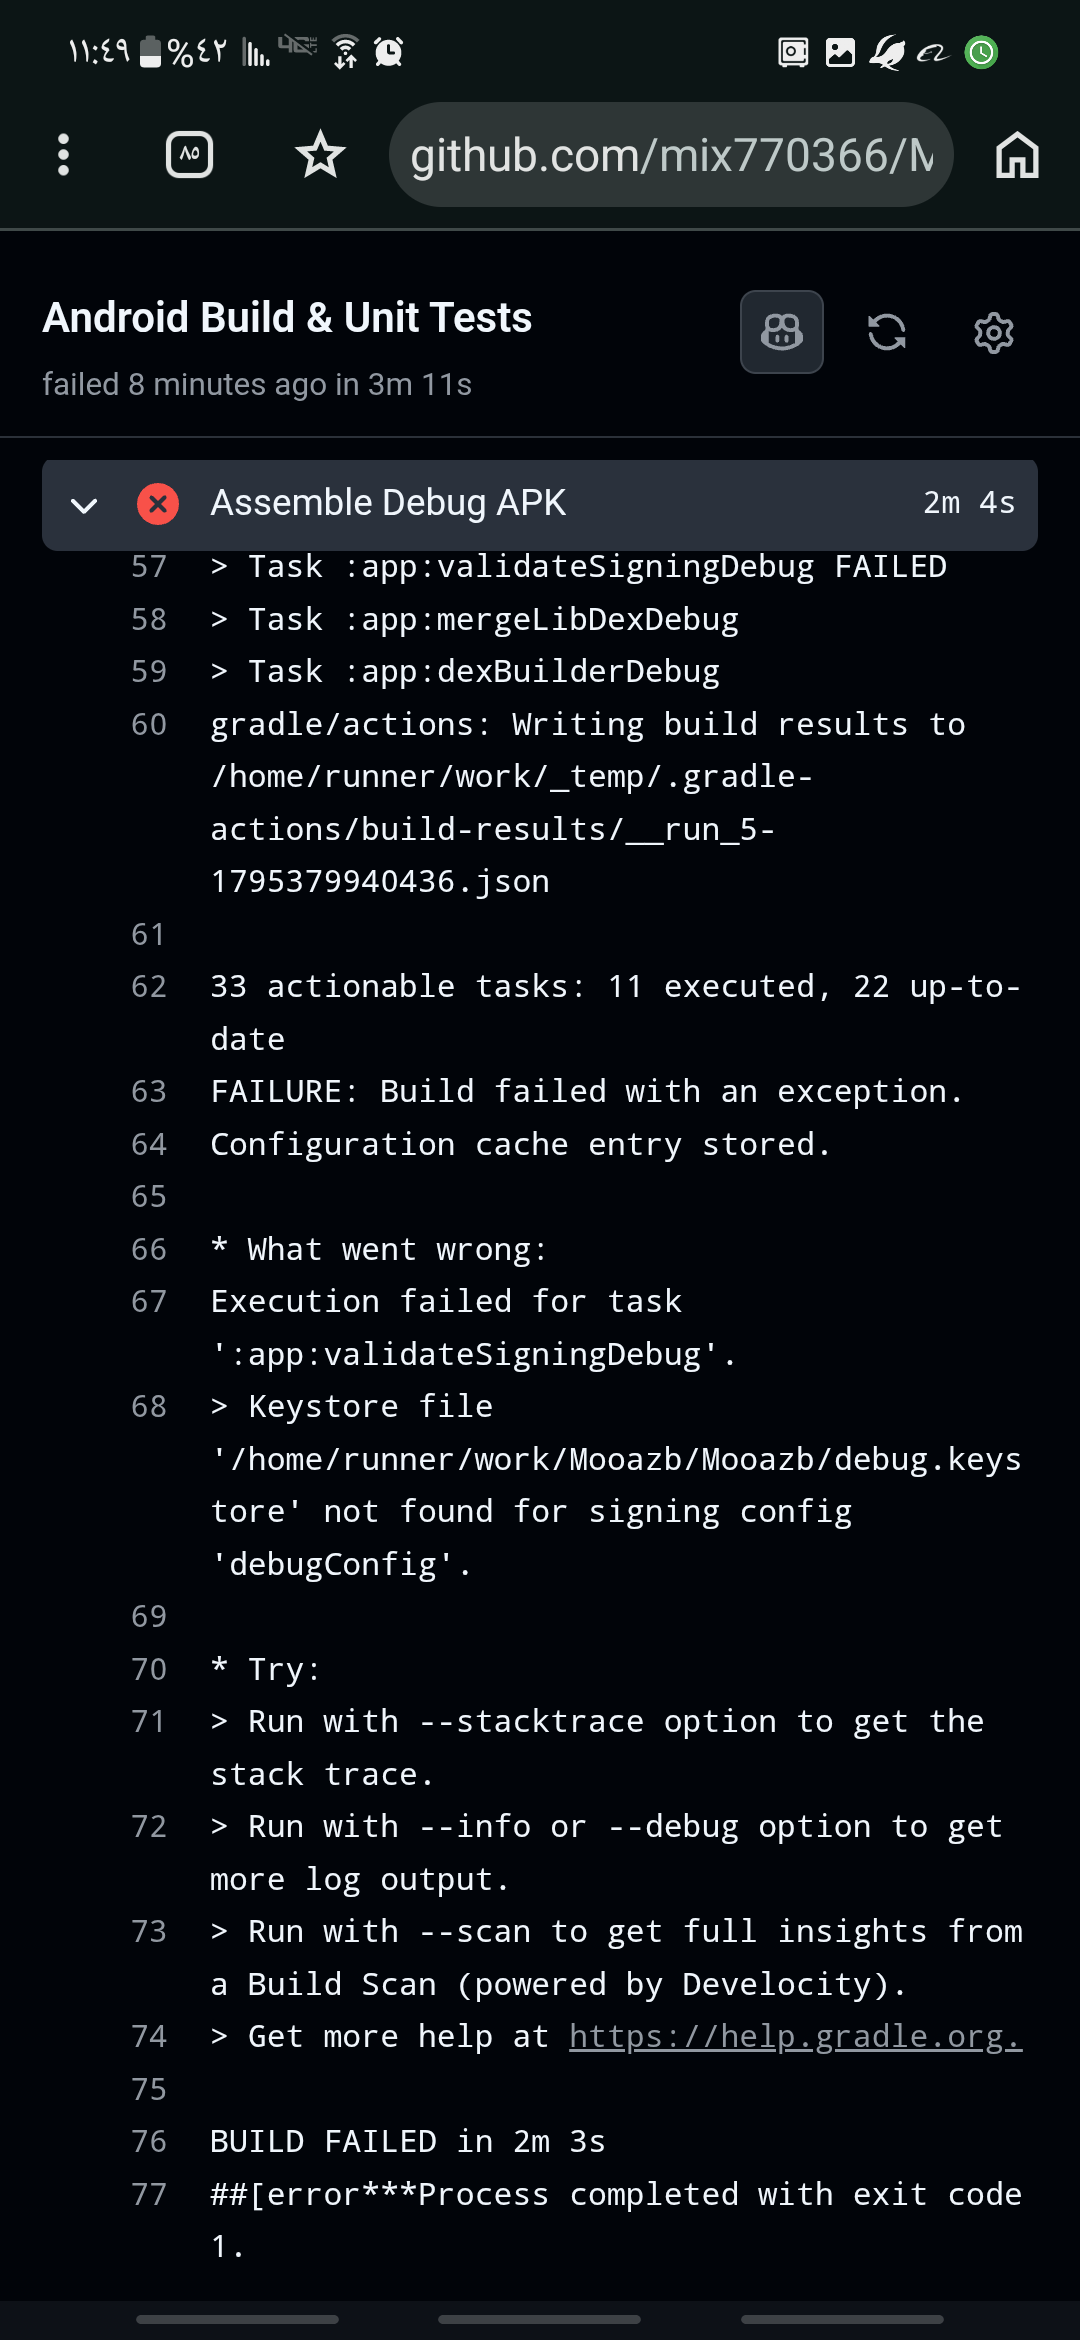 ١١:٤٩ %٤٢ 4G LTE
٨٥ github.com/mix770366/M
Android Build & Unit Tests
failed 8 minutes ago in 3m 11s
Assemble Debug APK 2m 4s
57 > Task :app:validateSigningDebug FAILED
58 > Task :app:mergeLibDexDebug
59 > Task :app:dexBuilderDebug
60 gradle/actions: Writing build results to
/home/runner/work/_temp/.gradle-
actions/build-results/__run_5-
1795379940436.json
61
62 33 actionable tasks: 11 executed, 22 up-to-
date
63 FAILURE: Build failed with an exception.
64 Configuration cache entry stored.
65
66 * What went wrong:
67 Execution failed for task
':app:validateSigningDebug'.
68 > Keystore file
'/home/runner/work/Mooazb/Mooazb/debug.keys
tore' not found for signing config
'debugConfig'.
69
70 * Try:
71 > Run with --stacktrace option to get the
stack trace.
72 > Run with --info or --debug option to get
more log output.
73 > Run with --scan to get full insights from
a Build Scan (powered by Develocity).
74 > Get more help at https://help.gradle.org.
75
76 BUILD FAILED in 2m 3s
77 ##[error***Process completed with exit code
1.